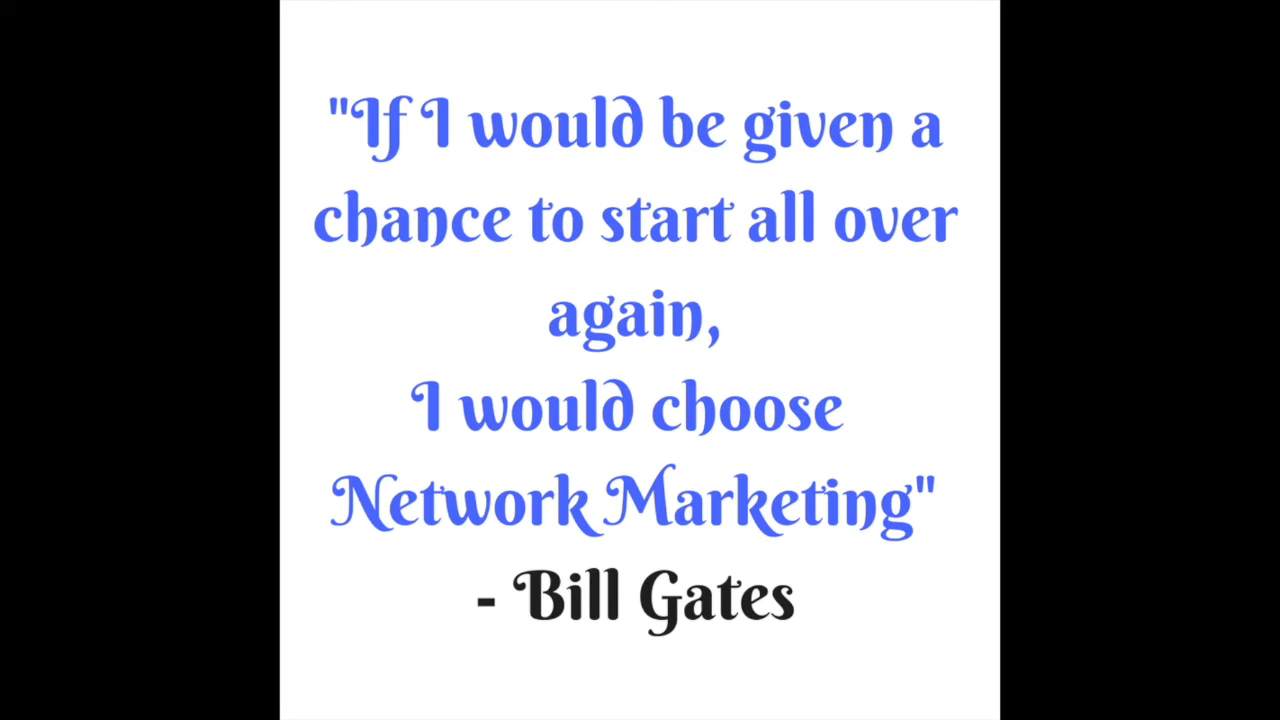 "If I would be given a
chance to start all over
again,
I would choose
Network Marketing"
- Bill Gates